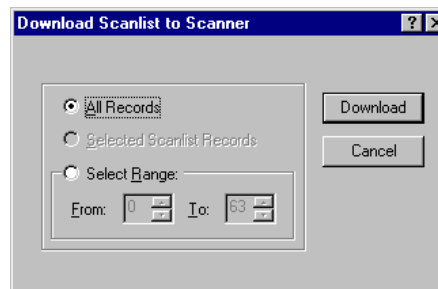 Download Scanlist to Scanner
All Records
Selected Scanlist Records
Select Range:
From: 0 To: 63
Download
Cancel